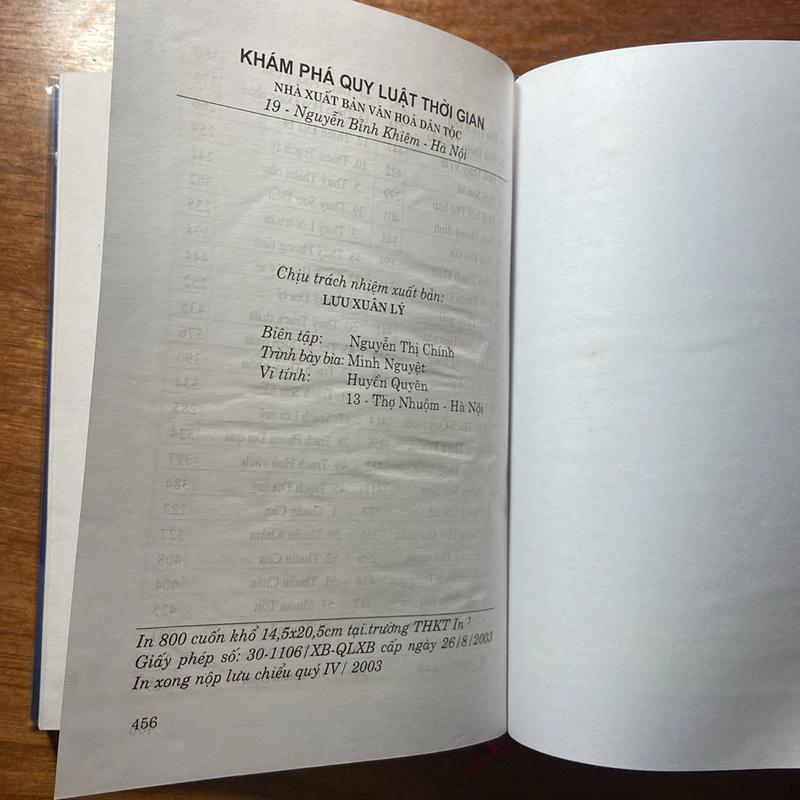 KHÁM PHÁ QUY LUẬT THỜI GIAN
NHÀ XUẤT BẢN VĂN HOÁ DÂN TỘC
19 - Nguyễn Bỉnh Khiêm - Hà Nội
Chịu trách nhiệm xuất bản:
LƯU XUÂN LÝ
Biên tập: Nguyễn Thị Chính
Trình bày bìa: Minh Nguyệt
Vi tính: Huyền Quyên
13 - Thợ Nhuộm - Hà Nội
In 800 cuốn khổ 14,5x20,5cm tại.trường THKT In
Giấy phép số: 30-1106/XB-QLXB cấp ngày 26/8/2003
In xong nộp lưu chiểu quý IV/ 2003
456